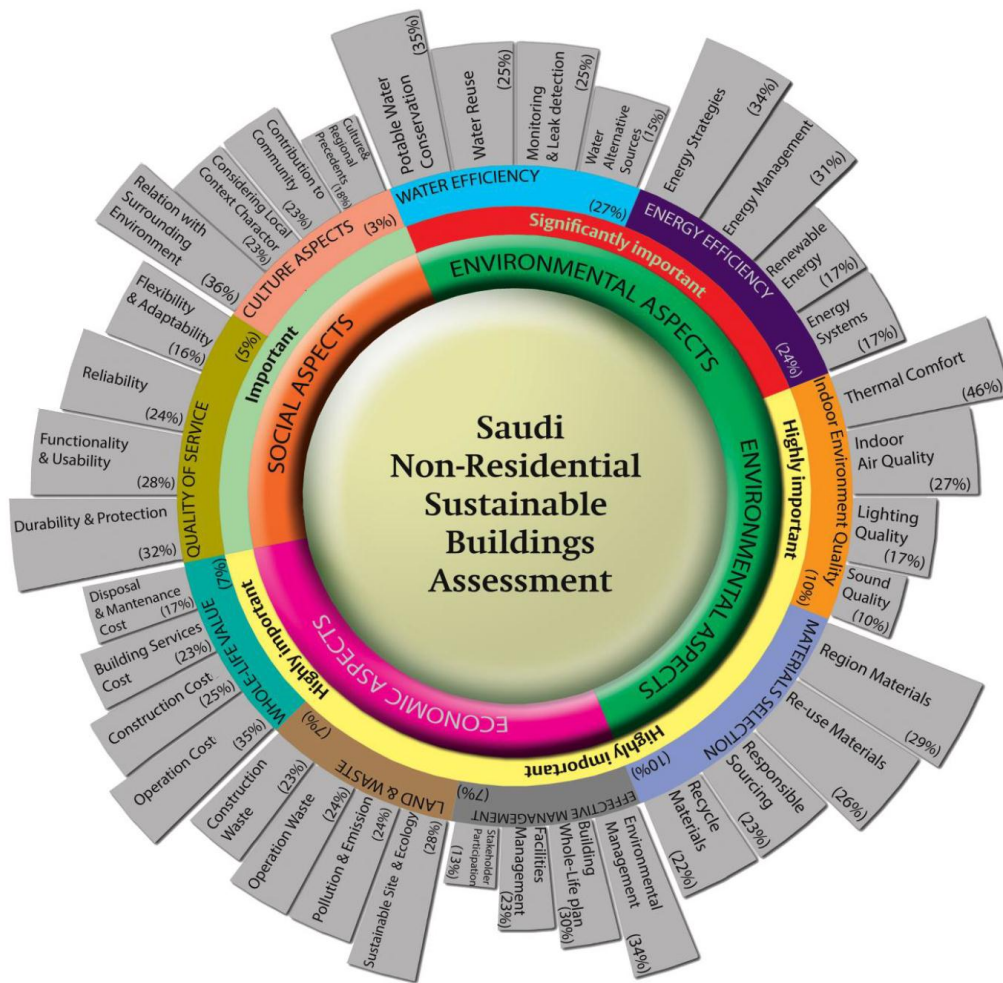 Saudi
Non-Residential
Sustainable
Buildings
Assessment
ENVIRONMENTAL ASPECTS
ENVIRONMENTAL ASPECTS
ECONOMIC ASPECTS
SOCIAL ASPECTS
Significantly important
Highly important
Highly important
Highly important
Important
WATER EFFICIENCY
(27%)
Potable Water
Conservation
(35%)
Water Reuse
(25%)
Monitoring
& Leak detection
(25%)
Water
Alternative
Sources
(15%)
ENERGY EFFICIENCY
(24%)
Energy Strategies
(34%)
Energy Management
(31%)
Renewable
Energy
(17%)
Energy
Systems
(17%)
Indoor Environment Quality
(10%)
Thermal Comfort
(46%)
Indoor
Air Quality
(27%)
Lighting
Quality
(17%)
Sound
Quality
(10%)
MATERIALS SELECTION
(10%)
Region Materials
(29%)
Re-use Materials
(26%)
Responsible
Sourcing
(23%)
Recycle
Materials
(22%)
EFFECTIVE MANAGEMENT
(7%)
Environmental
Management
(34%)
Building
Whole-Life plan
(30%)
Facilities
Management
(23%)
Stakeholder
Participation
(13%)
LAND & WASTE
(7%)
Sustainable Site & Ecology
(28%)
Pollution & Emission
(24%)
Operation Waste
(24%)
Construction
Waste
(23%)
WHOLE-LIFE VALUE
(7%)
Operation Cost
(35%)
Construction Cost
(25%)
Building Services
Cost
(23%)
Disposal
& Mantenance
Cost
(17%)
QUALITY OF SERVICE
(5%)
Durability & Protection
(32%)
Functionality
& Usability
(28%)
Reliability
(24%)
Flexibility
& Adaptability
(16%)
CULTURE ASPECTS
(3%)
Relation with
Surrounding
Environment
(36%)
Considering Local
Context Charactor
(23%)
Contribution to
Community
(23%)
Culture&
Regional
Precedents
(18%)